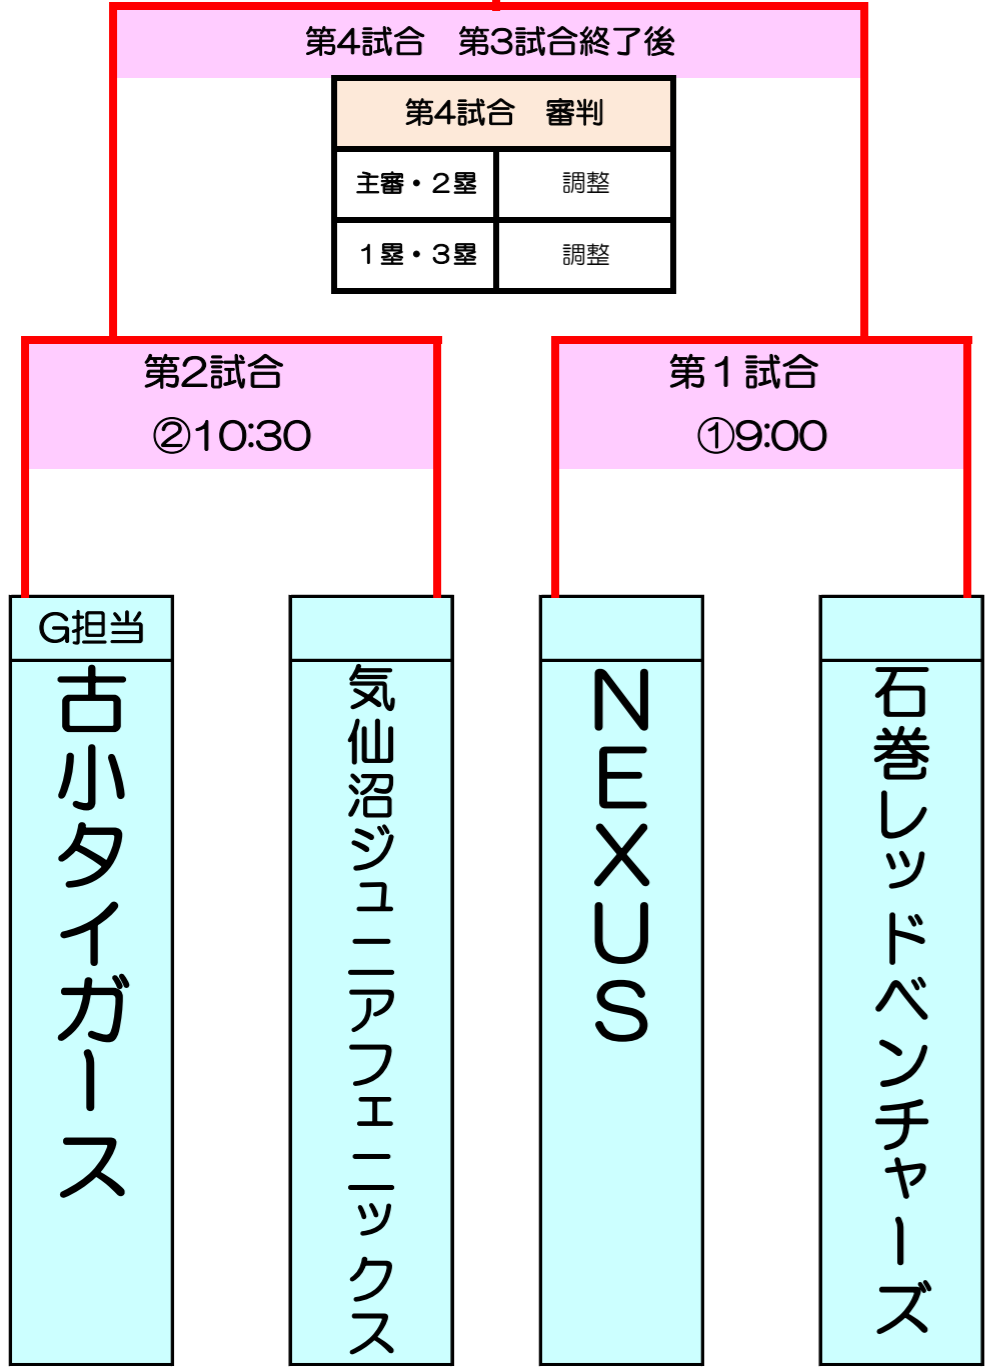 第4試合　第3試合終了後
第4試合　審判
主審・２塁　調整
１塁・３塁　調整
第2試合
②10:30
第１試合
①9:00
G担当
古小タイガース
気仙沼ジュニアフェニックス
ＮＥＸＵＳ
石巻レッドベンチャーズ